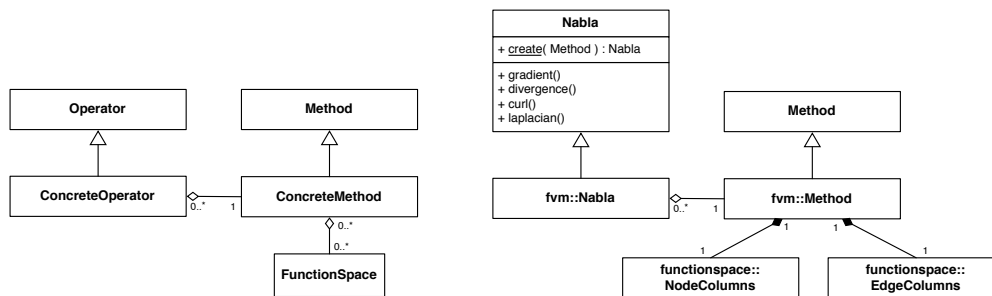 Operator
Method
ConcreteOperator
0..*
1
ConcreteMethod
0..*
0..*
FunctionSpace
Nabla
+ create( Method ) : Nabla
+ gradient()
+ divergence()
+ curl()
+ laplacian()
Method
fvm::Nabla
0..*
1
fvm::Method
1
1
1
1
functionspace::
NodeColumns
functionspace::
EdgeColumns